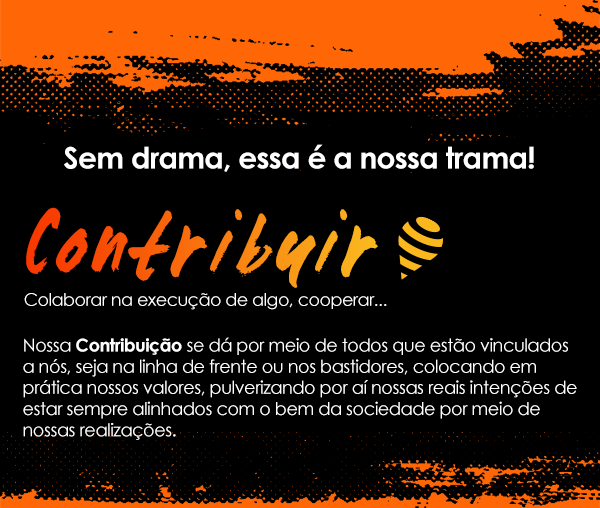 Sem drama, essa é a nossa trama!
Contribuir
Colaborar na execução de algo, cooperar...
Nossa Contribuição se dá por meio de todos que estão vinculados
a nós, seja na linha de frente ou nos bastidores, colocando em
prática nossos valores, pulverizando por aí nossas reais intenções de
estar sempre alinhados com o bem da sociedade por meio de
nossas realizações.